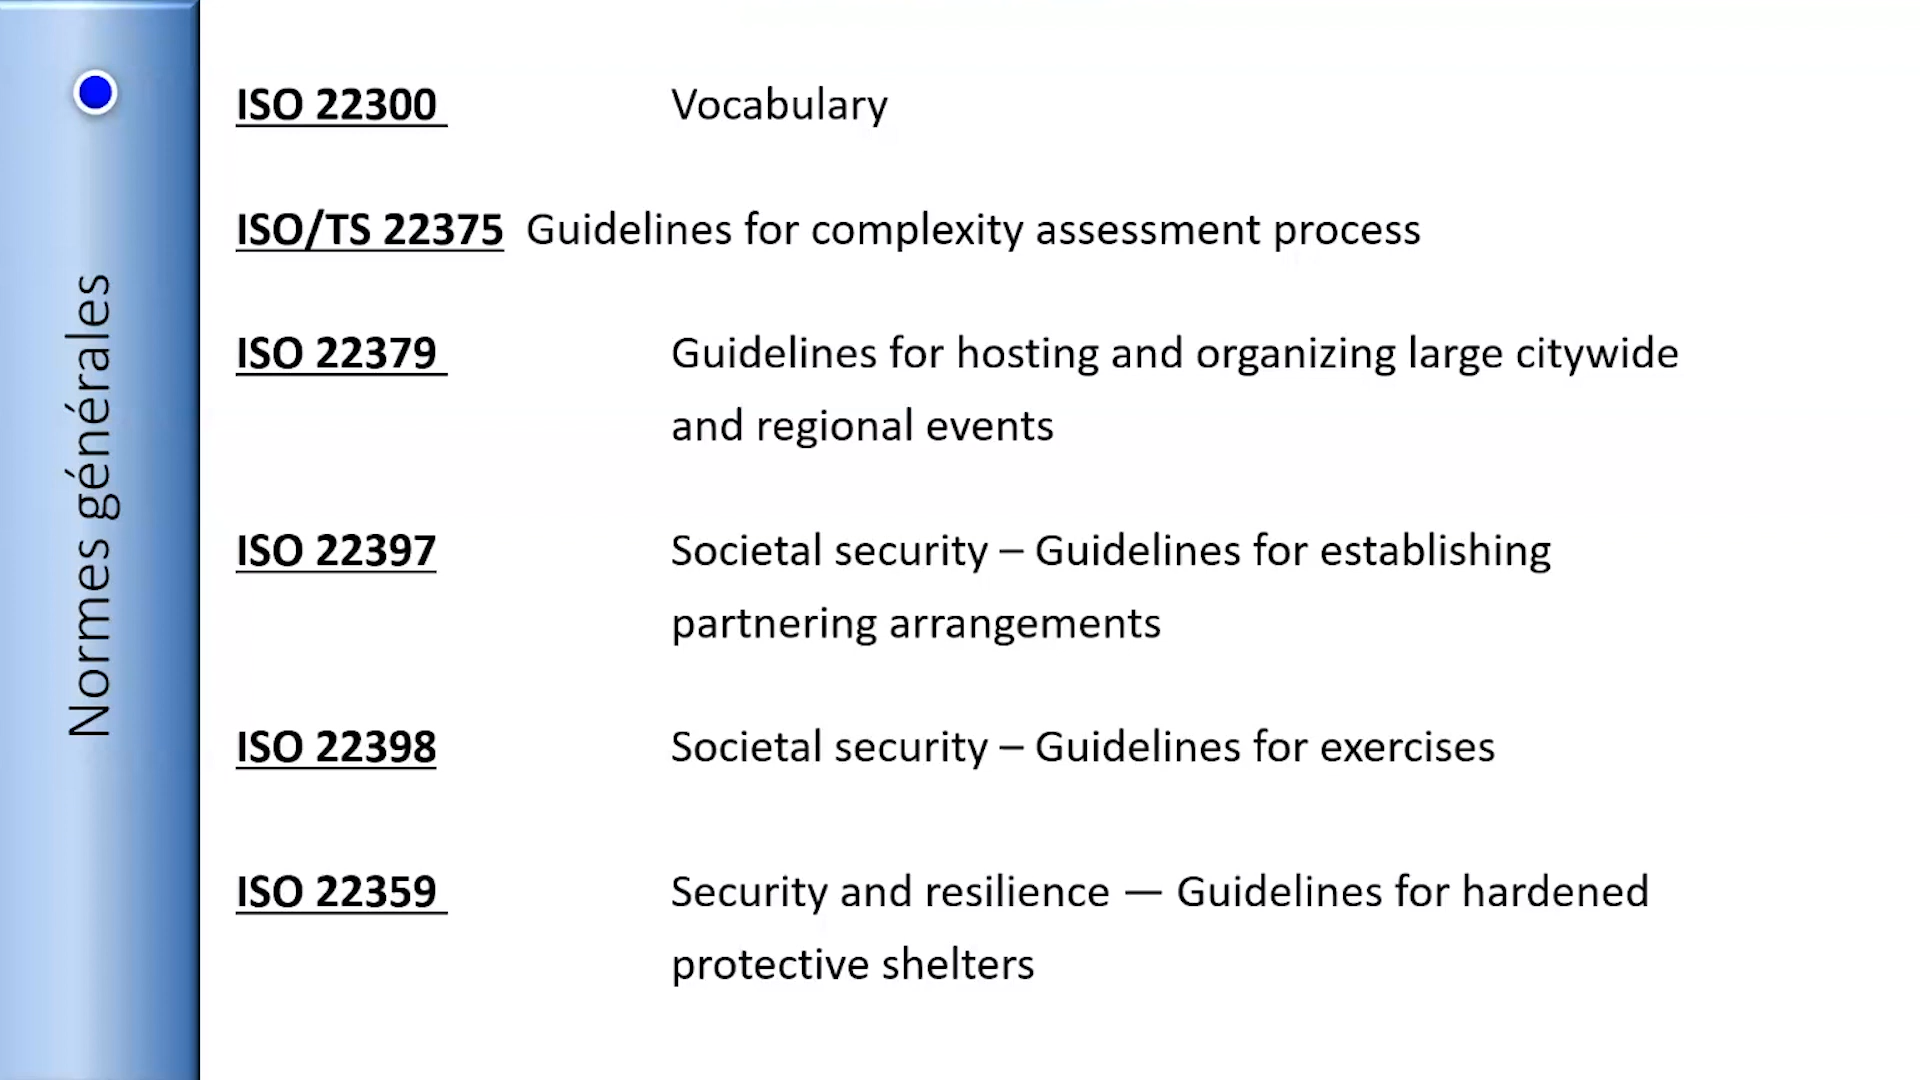 Normes générales
ISO 22300 Vocabulary
ISO/TS 22375 Guidelines for complexity assessment process
ISO 22379 Guidelines for hosting and organizing large citywide
and regional events
ISO 22397 Societal security – Guidelines for establishing
partnering arrangements
ISO 22398 Societal security – Guidelines for exercises
ISO 22359 Security and resilience — Guidelines for hardened
protective shelters